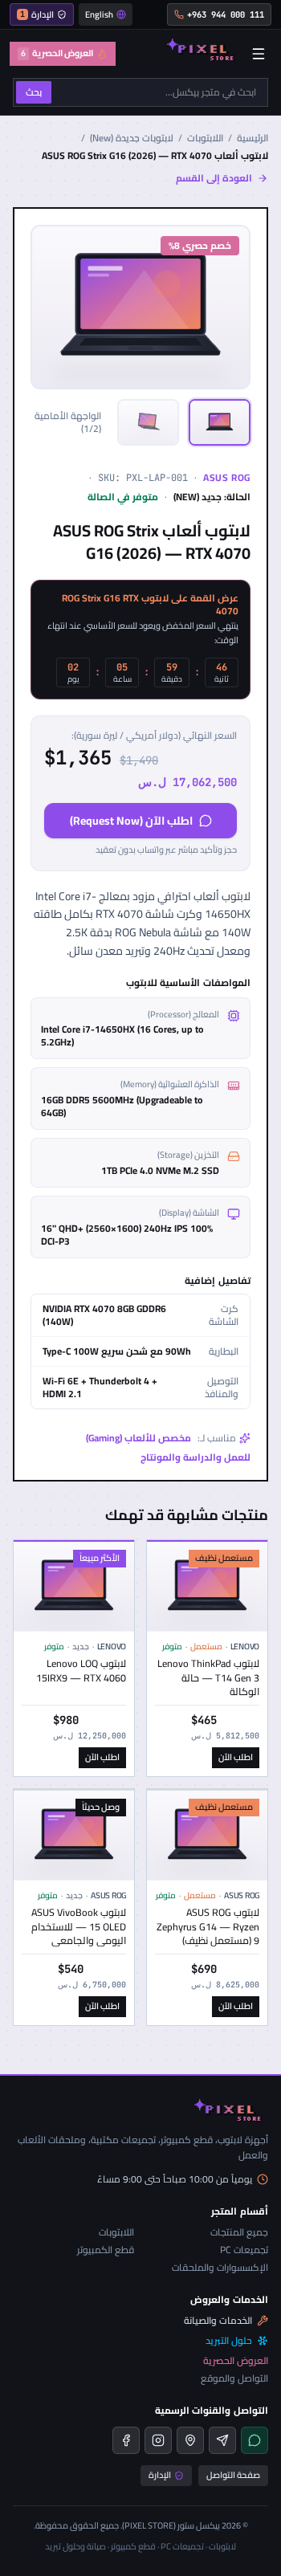 +963 944 000 111
English
الإدارة 1
PIXEL STORE
العروض الحصرية 6
ابحث في متجر بيكسل...
بحث
الرئيسية / اللابتوبات / لابتوبات جديدة (New) /
لابتوب ألعاب ASUS ROG Strix G16 (2026) — RTX 4070
العودة إلى القسم
خصم حصري 8%
الواجهة الأمامية
(1/2)
ASUS ROG · SKU: PXL-LAP-001 ·
الحالة: جديد (NEW) · متوفر في الصالة
لابتوب ألعاب ASUS ROG Strix
G16 (2026) — RTX 4070
عرض القمة على لابتوب ROG Strix G16 RTX
4070
ينتهي السعر المخفض ويعود للسعر الأساسي عند انتهاء
الوقت:
46 : 59 : 05 : 02
ثانية دقيقة ساعة يوم
السعر النهائي (دولار أمريكي / ليرة سورية):
$1,490 $1,365
17,062,500 ل.س
اطلب الآن (Request Now)
حجز وتأكيد مباشر عبر واتساب بدون تعقيد
لابتوب ألعاب احترافي مزود بمعالج Intel Core i7-
14650HX وكرت شاشة RTX 4070 بكامل طاقته
140W مع شاشة ROG Nebula بدقة 2.5K
ومعدل تحديث 240Hz وتبريد معدن سائل.
المواصفات الأساسية للابتوب
المعالج (Processor)
Intel Core i7-14650HX (16 Cores, up to
5.2GHz)
الذاكرة العشوائية (Memory)
16GB DDR5 5600MHz (Upgradeable to
64GB)
التخزين (Storage)
1TB PCIe 4.0 NVMe M.2 SSD
الشاشة (Display)
16" QHD+ (2560×1600) 240Hz IPS 100%
DCI-P3
تفاصيل إضافية
كرت الشاشة
NVIDIA RTX 4070 8GB GDDR6
(140W)
البطارية
90Wh مع شحن سريع Type-C 100W
التوصيل والمنافذ
Wi-Fi 6E + Thunderbolt 4 +
HDMI 2.1
مناسب لـ: مخصص للألعاب (Gaming)
للعمل والدراسة والمونتاج
منتجات مشابهة قد تهمك
مستعمل نظيف
LENOVO · مستعمل · متوفر
لابتوب Lenovo ThinkPad
T14 Gen 3 — حالة
الوكالة
$465
5,812,500 ل.س
اطلب الآن
الأكثر مبيعاً
LENOVO · جديد · متوفر
لابتوب Lenovo LOQ
15IRX9 — RTX 4060
$980
12,250,000 ل.س
اطلب الآن
مستعمل نظيف
ASUS ROG · مستعمل · متوفر
لابتوب ASUS ROG
Zephyrus G14 — Ryzen
9 (مستعمل نظيف)
$690
8,625,000 ل.س
اطلب الآن
وصل حديثاً
ASUS ROG · جديد · متوفر
لابتوب ASUS VivoBook
15 OLED — للاستخدام
اليومي والجامعي
$540
6,750,000 ل.س
اطلب الآن
PIXEL STORE
أجهزة لابتوب، قطع كمبيوتر، تجميعات مكتبية، وملحقات الألعاب
والعمل
يومياً من 10:00 صباحاً حتى 9:00 مساءً
أقسام المتجر
جميع المنتجات
اللابتوبات
تجميعات PC
قطع الكمبيوتر
الإكسسوارات والملحقات
الخدمات والعروض
الخدمات والصيانة
حلول التبريد
العروض الحصرية
التواصل والموقع
التواصل والقنوات الرسمية
صفحة التواصل
الإدارة
© 2026 بيكسل ستور (PIXEL STORE). جميع الحقوق محفوظة.
لابتوبات · تجميعات PC · قطع كمبيوتر · صيانة وحلول تبريد